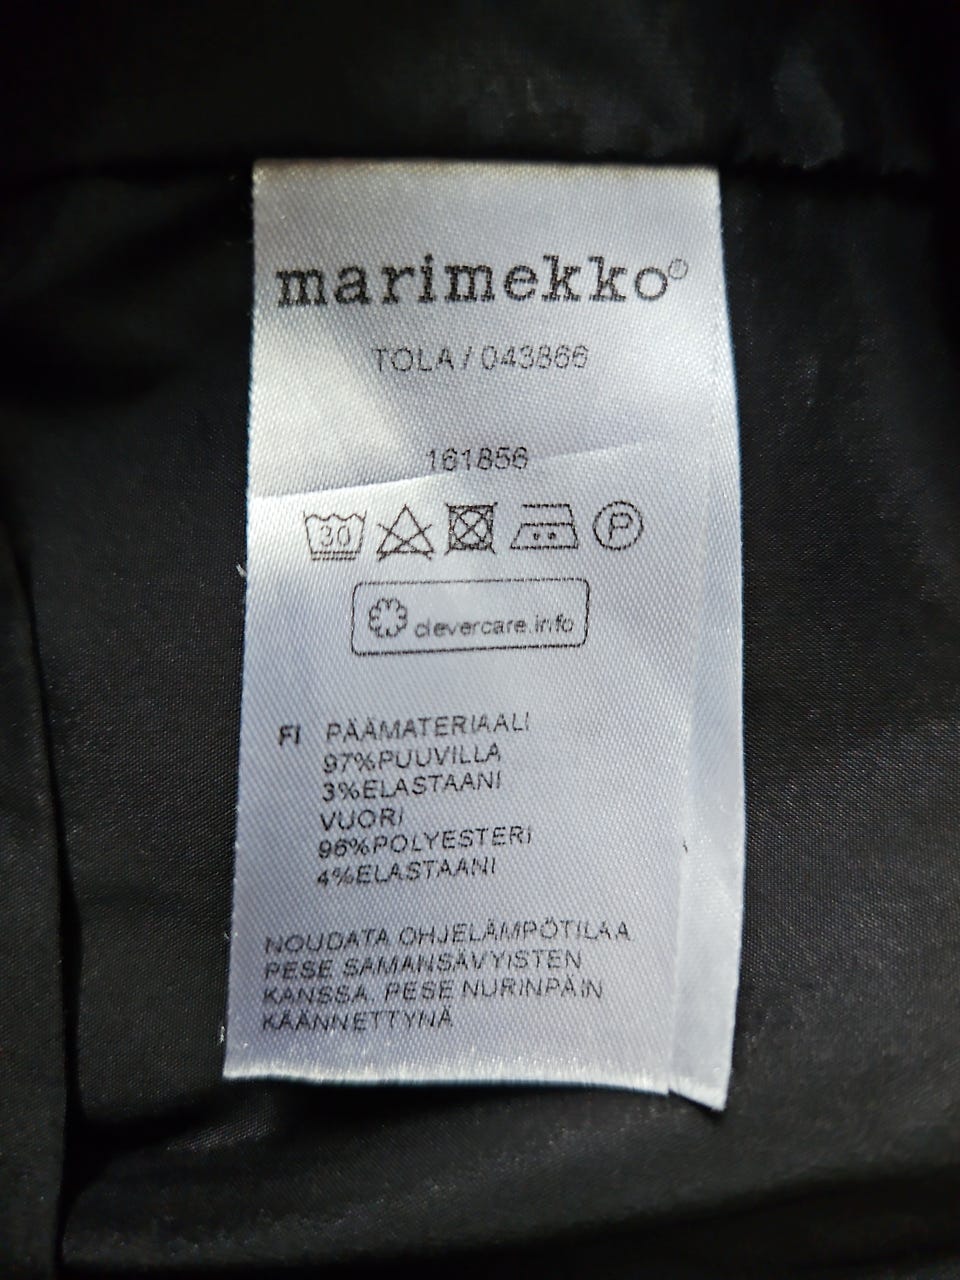 marimekko®
TOLA / 043866
161856
30 P
clevercare.info
FI PÄÄMATERIAALI
97%PUUVILLA
3%ELASTAANI
VUORI
96%POLYESTERI
4%ELASTAANI
NOUDATA OHJELÄMPÖTILAA
PESE SAMANSÄVYISTEN
KANSSA. PESE NURINPÄIN
KÄÄNNETTYNÄ